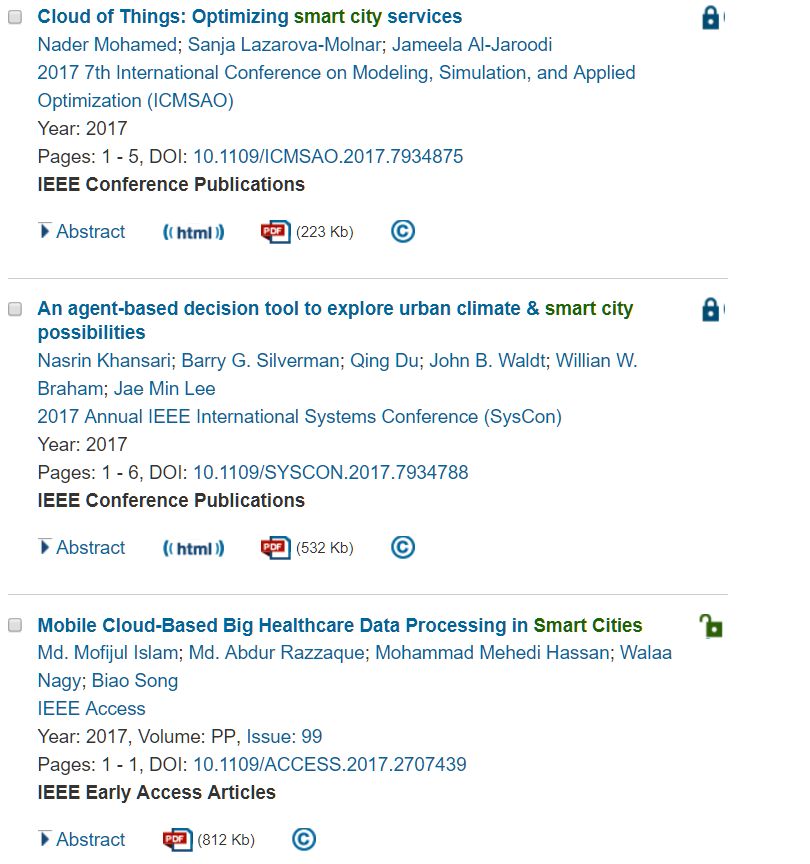 Cloud of Things: Optimizing smart city services
Nader Mohamed; Sanja Lazarova-Molnar; Jameela Al-Jaroodi
2017 7th International Conference on Modeling, Simulation, and Applied
Optimization (ICMSAO)
Year: 2017
Pages: 1 - 5, DOI: 10.1109/ICMSAO.2017.7934875
IEEE Conference Publications
Abstract ((html)) PDF (223 Kb) ©
An agent-based decision tool to explore urban climate & smart city
possibilities
Nasrin Khansari; Barry G. Silverman; Qing Du; John B. Waldt; Willian W.
Braham; Jae Min Lee
2017 Annual IEEE International Systems Conference (SysCon)
Year: 2017
Pages: 1 - 6, DOI: 10.1109/SYSCON.2017.7934788
IEEE Conference Publications
Abstract ((html)) PDF (532 Kb) ©
Mobile Cloud-Based Big Healthcare Data Processing in Smart Cities
Md. Mofijul Islam; Md. Abdur Razzaque; Mohammad Mehedi Hassan; Walaa
Nagy; Biao Song
IEEE Access
Year: 2017, Volume: PP, Issue: 99
Pages: 1 - 1, DOI: 10.1109/ACCESS.2017.2707439
IEEE Early Access Articles
Abstract PDF (812 Kb) ©